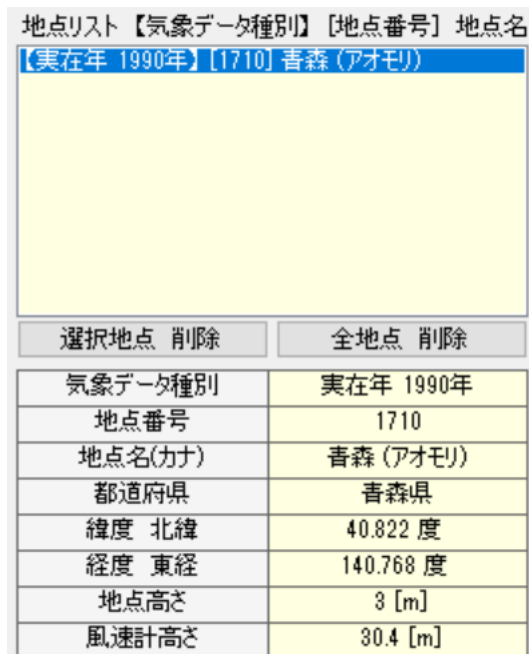 地点リスト 【気象データ種別】 [地点番号] 地点名
【実在年 1990年】 [1710] 青森 (アオモリ)
選択地点 削除 全地点 削除
気象データ種別 実在年 1990年
地点番号 1710
地点名(カナ) 青森 (アオモリ)
都道府県 青森県
緯度 北緯 40.822 度
経度 東経 140.768 度
地点高さ 3 [m]
風速計高さ 30.4 [m]